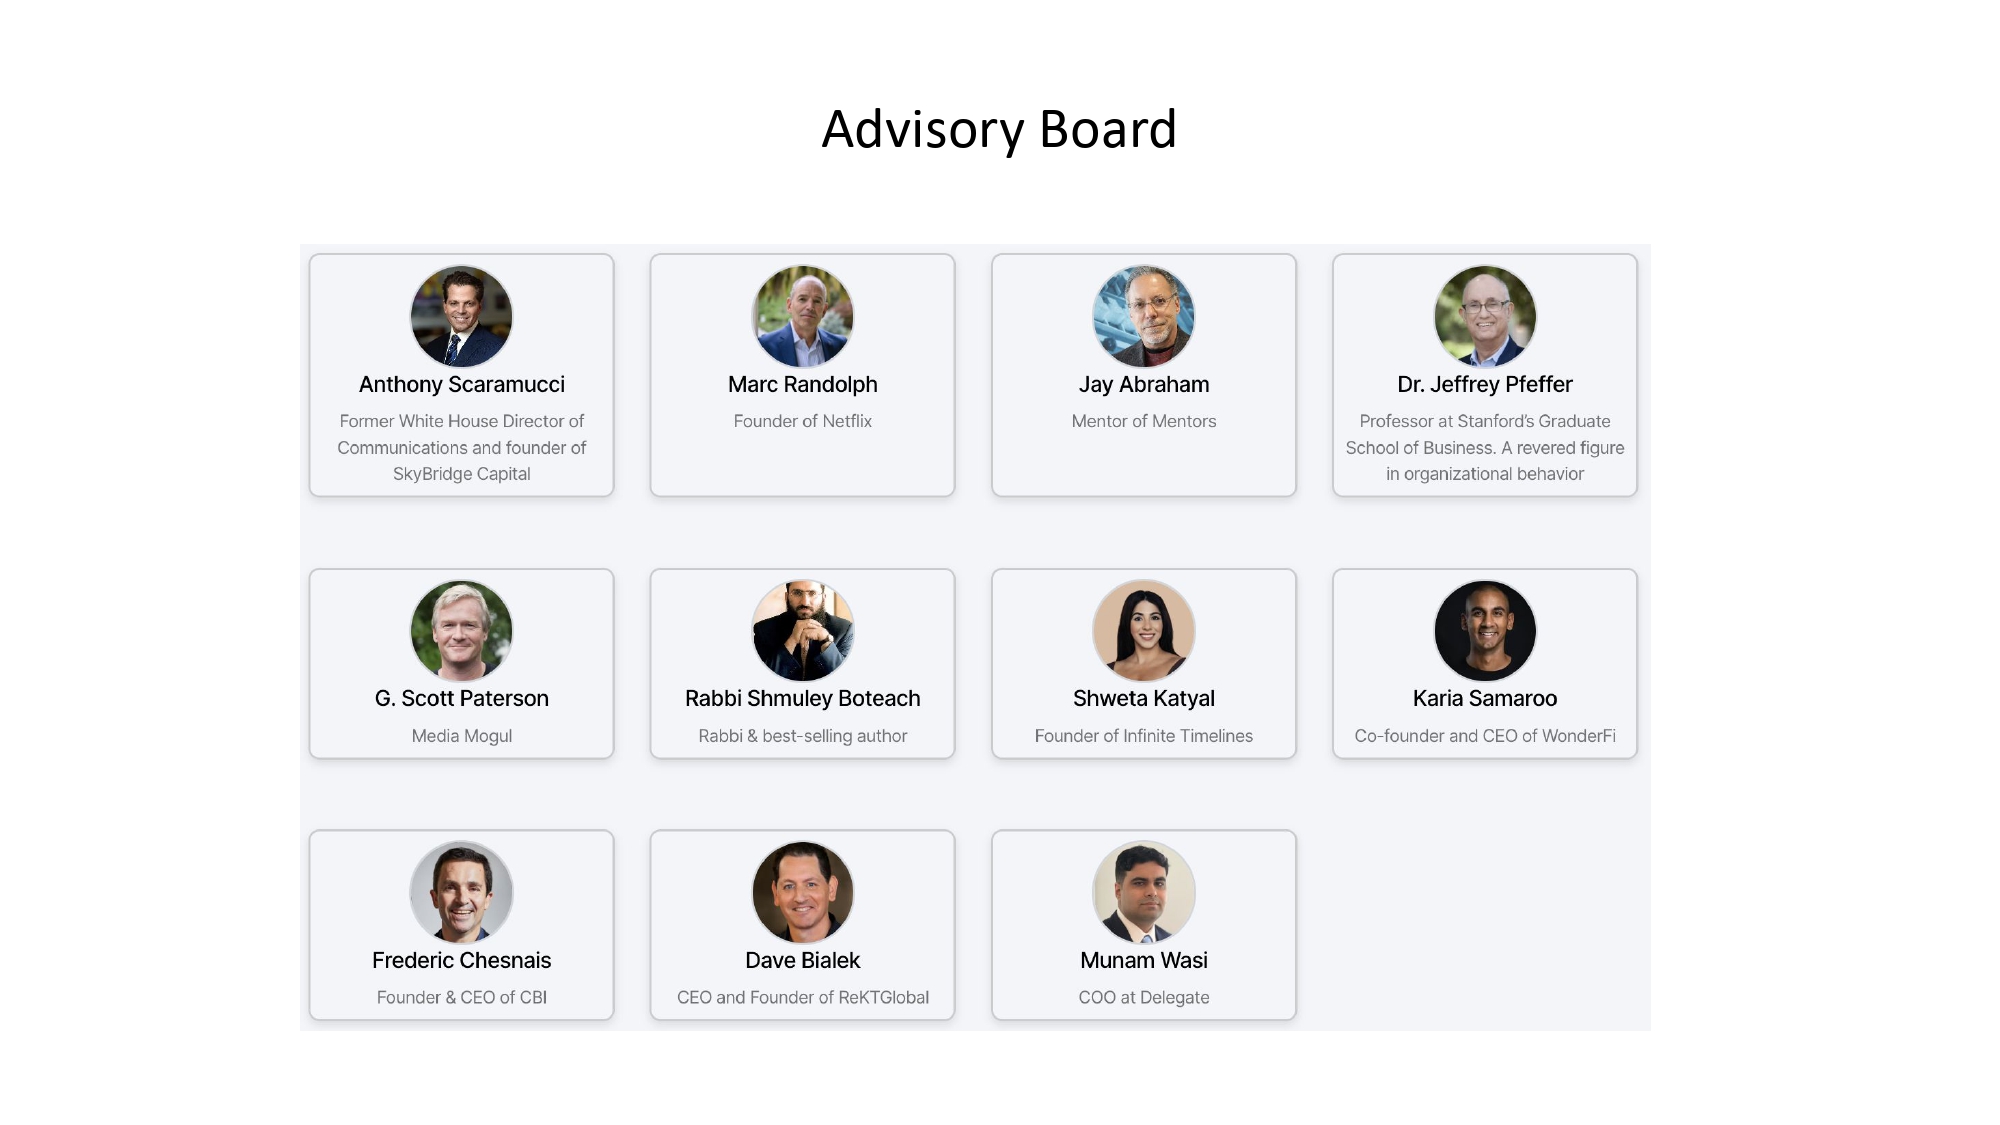 Advisory Board
Anthony Scaramucci
Former White House Director of
Communications and founder of
SkyBridge Capital
Marc Randolph
Founder of Netflix
Jay Abraham
Mentor of Mentors
Dr. Jeffrey Pfeffer
Professor at Stanford’s Graduate
School of Business. A revered figure
in organizational behavior
G. Scott Paterson
Media Mogul
Rabbi Shmuley Boteach
Rabbi & best-selling author
Shweta Katyal
Founder of Infinite Timelines
Karia Samaroo
Co-founder and CEO of WonderFi
Frederic Chesnais
Founder & CEO of CBI
Dave Bialek
CEO and Founder of ReKTGlobal
Munam Wasi
COO at Delegate